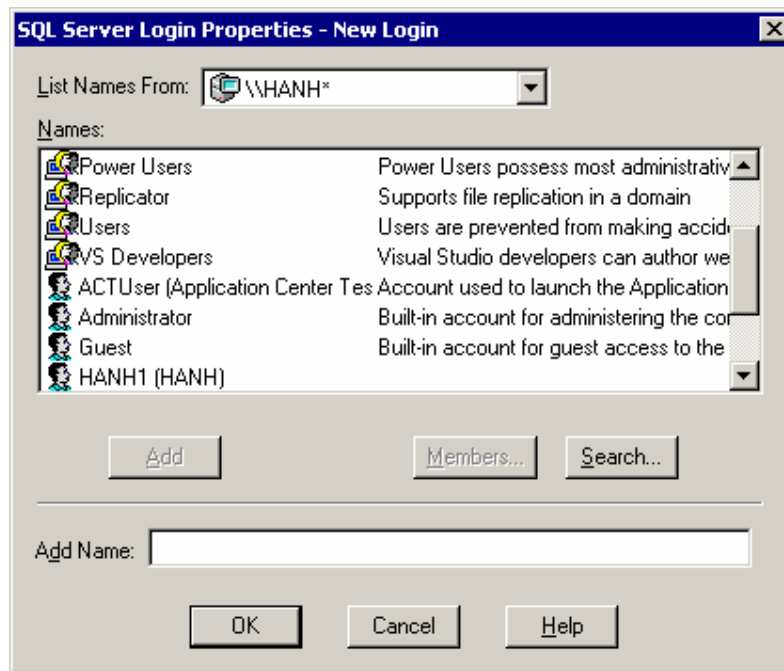 SQL Server Login Properties - New Login
List Names From: \\HANH*
Names:
Power Users Power Users possess most administrativ
Replicator Supports file replication in a domain
Users Users are prevented from making accide
VS Developers Visual Studio developers can author we
ACTUser (Application Center Tes Account used to launch the Application
Administrator Built-in account for administering the cor
Guest Built-in account for guest access to the
HANH1 (HANH)
Add Members... Search...
Add Name:
OK Cancel Help